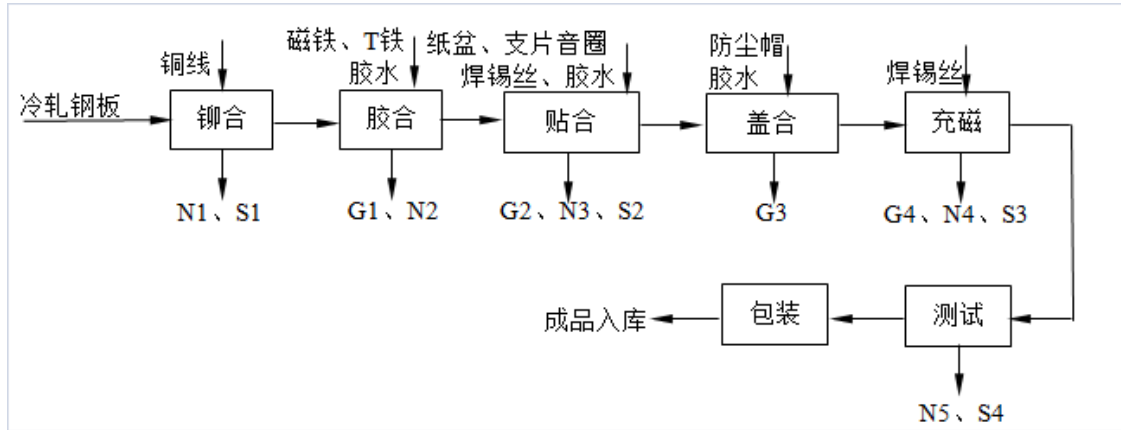 铜线
磁铁、T铁
胶水
纸盆、支片音圈
焊锡丝、胶水
防尘帽
胶水
焊锡丝
冷轧钢板
铆合
胶合
贴合
盖合
充磁
N1、S1
G1、N2
G2、N3、S2
G3
G4、N4、S3
成品入库
包装
测试
N5、S4